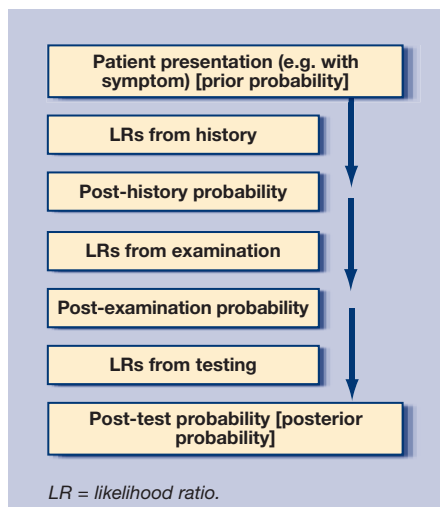 Patient presentation (e.g. with
symptom) [prior probability]
LRs from history
Post-history probability
LRs from examination
Post-examination probability
LRs from testing
Post-test probability [posterior
probability]
LR = likelihood ratio.